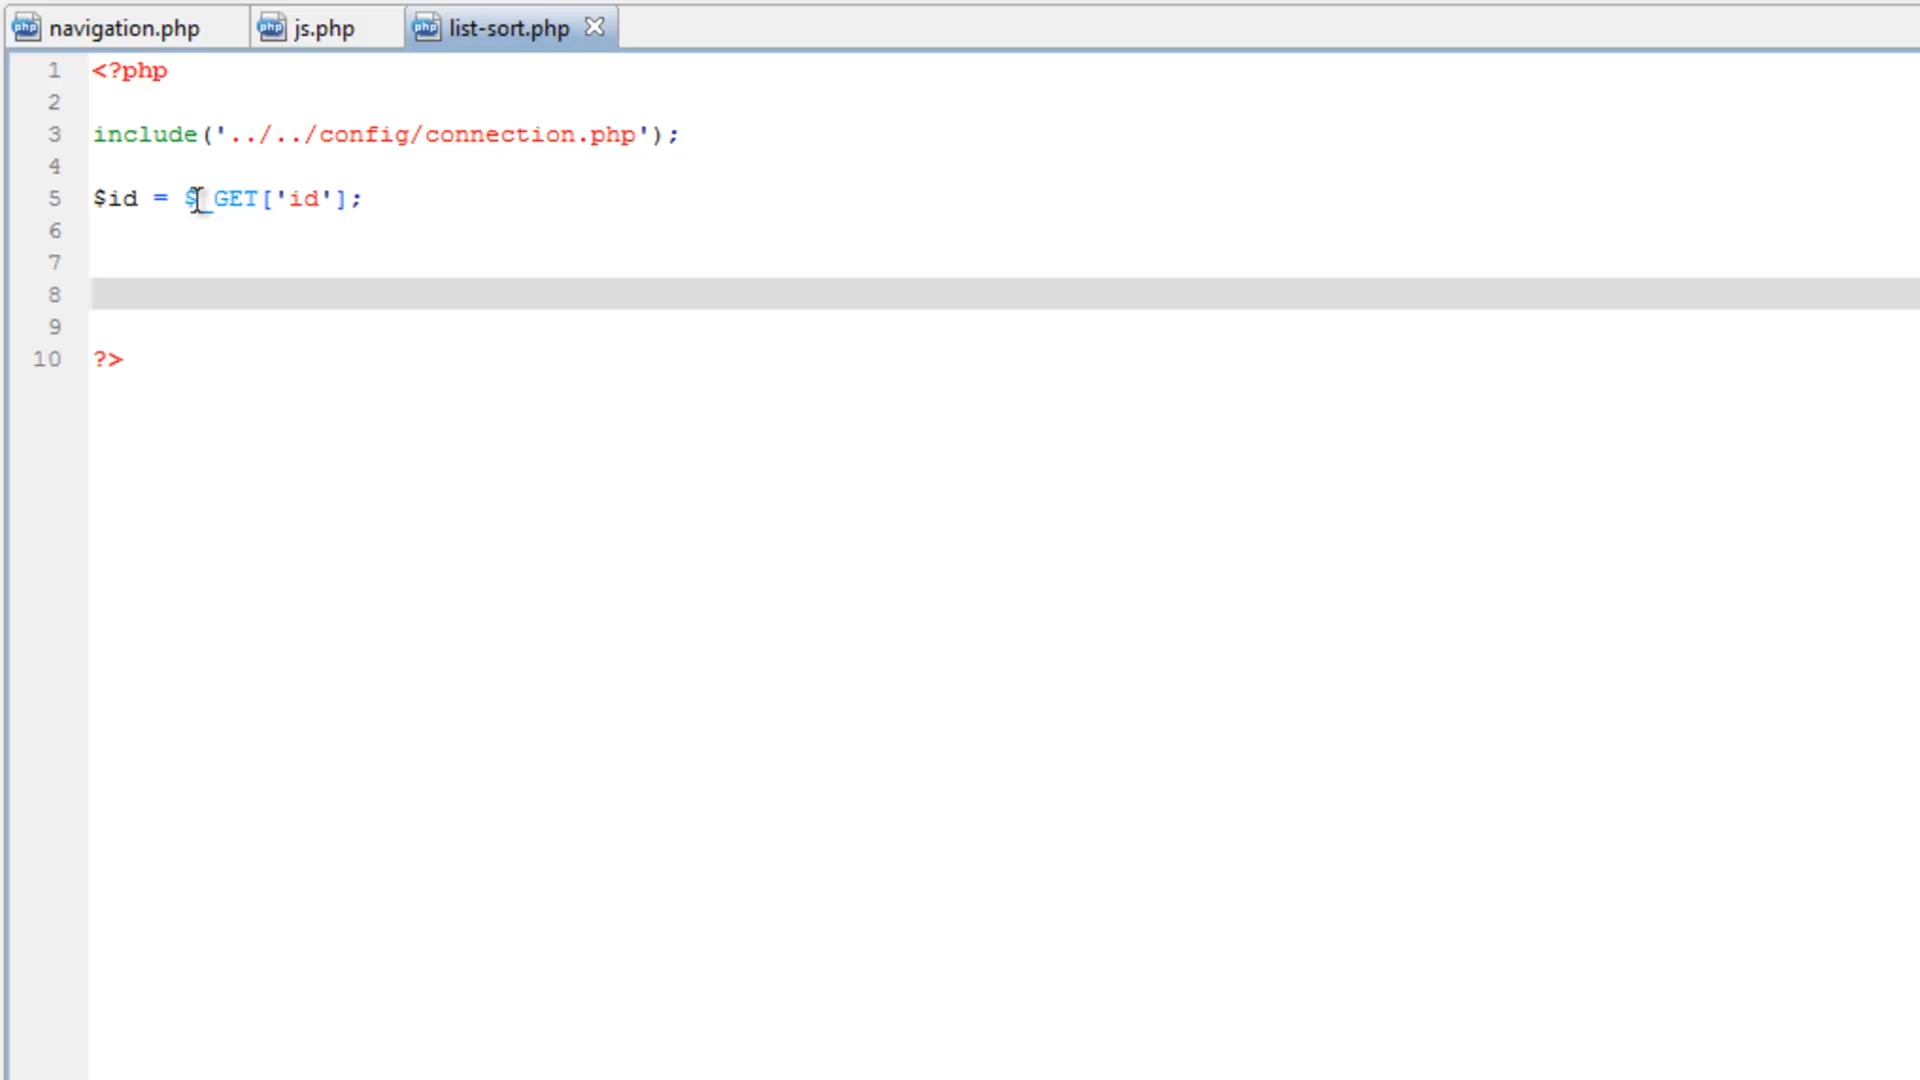 navigation.php js.php list-sort.php
1 <?php
2
3 include('../../config/connection.php');
4
5 $id = $_GET['id'];
6
7
8
9
10 ?>